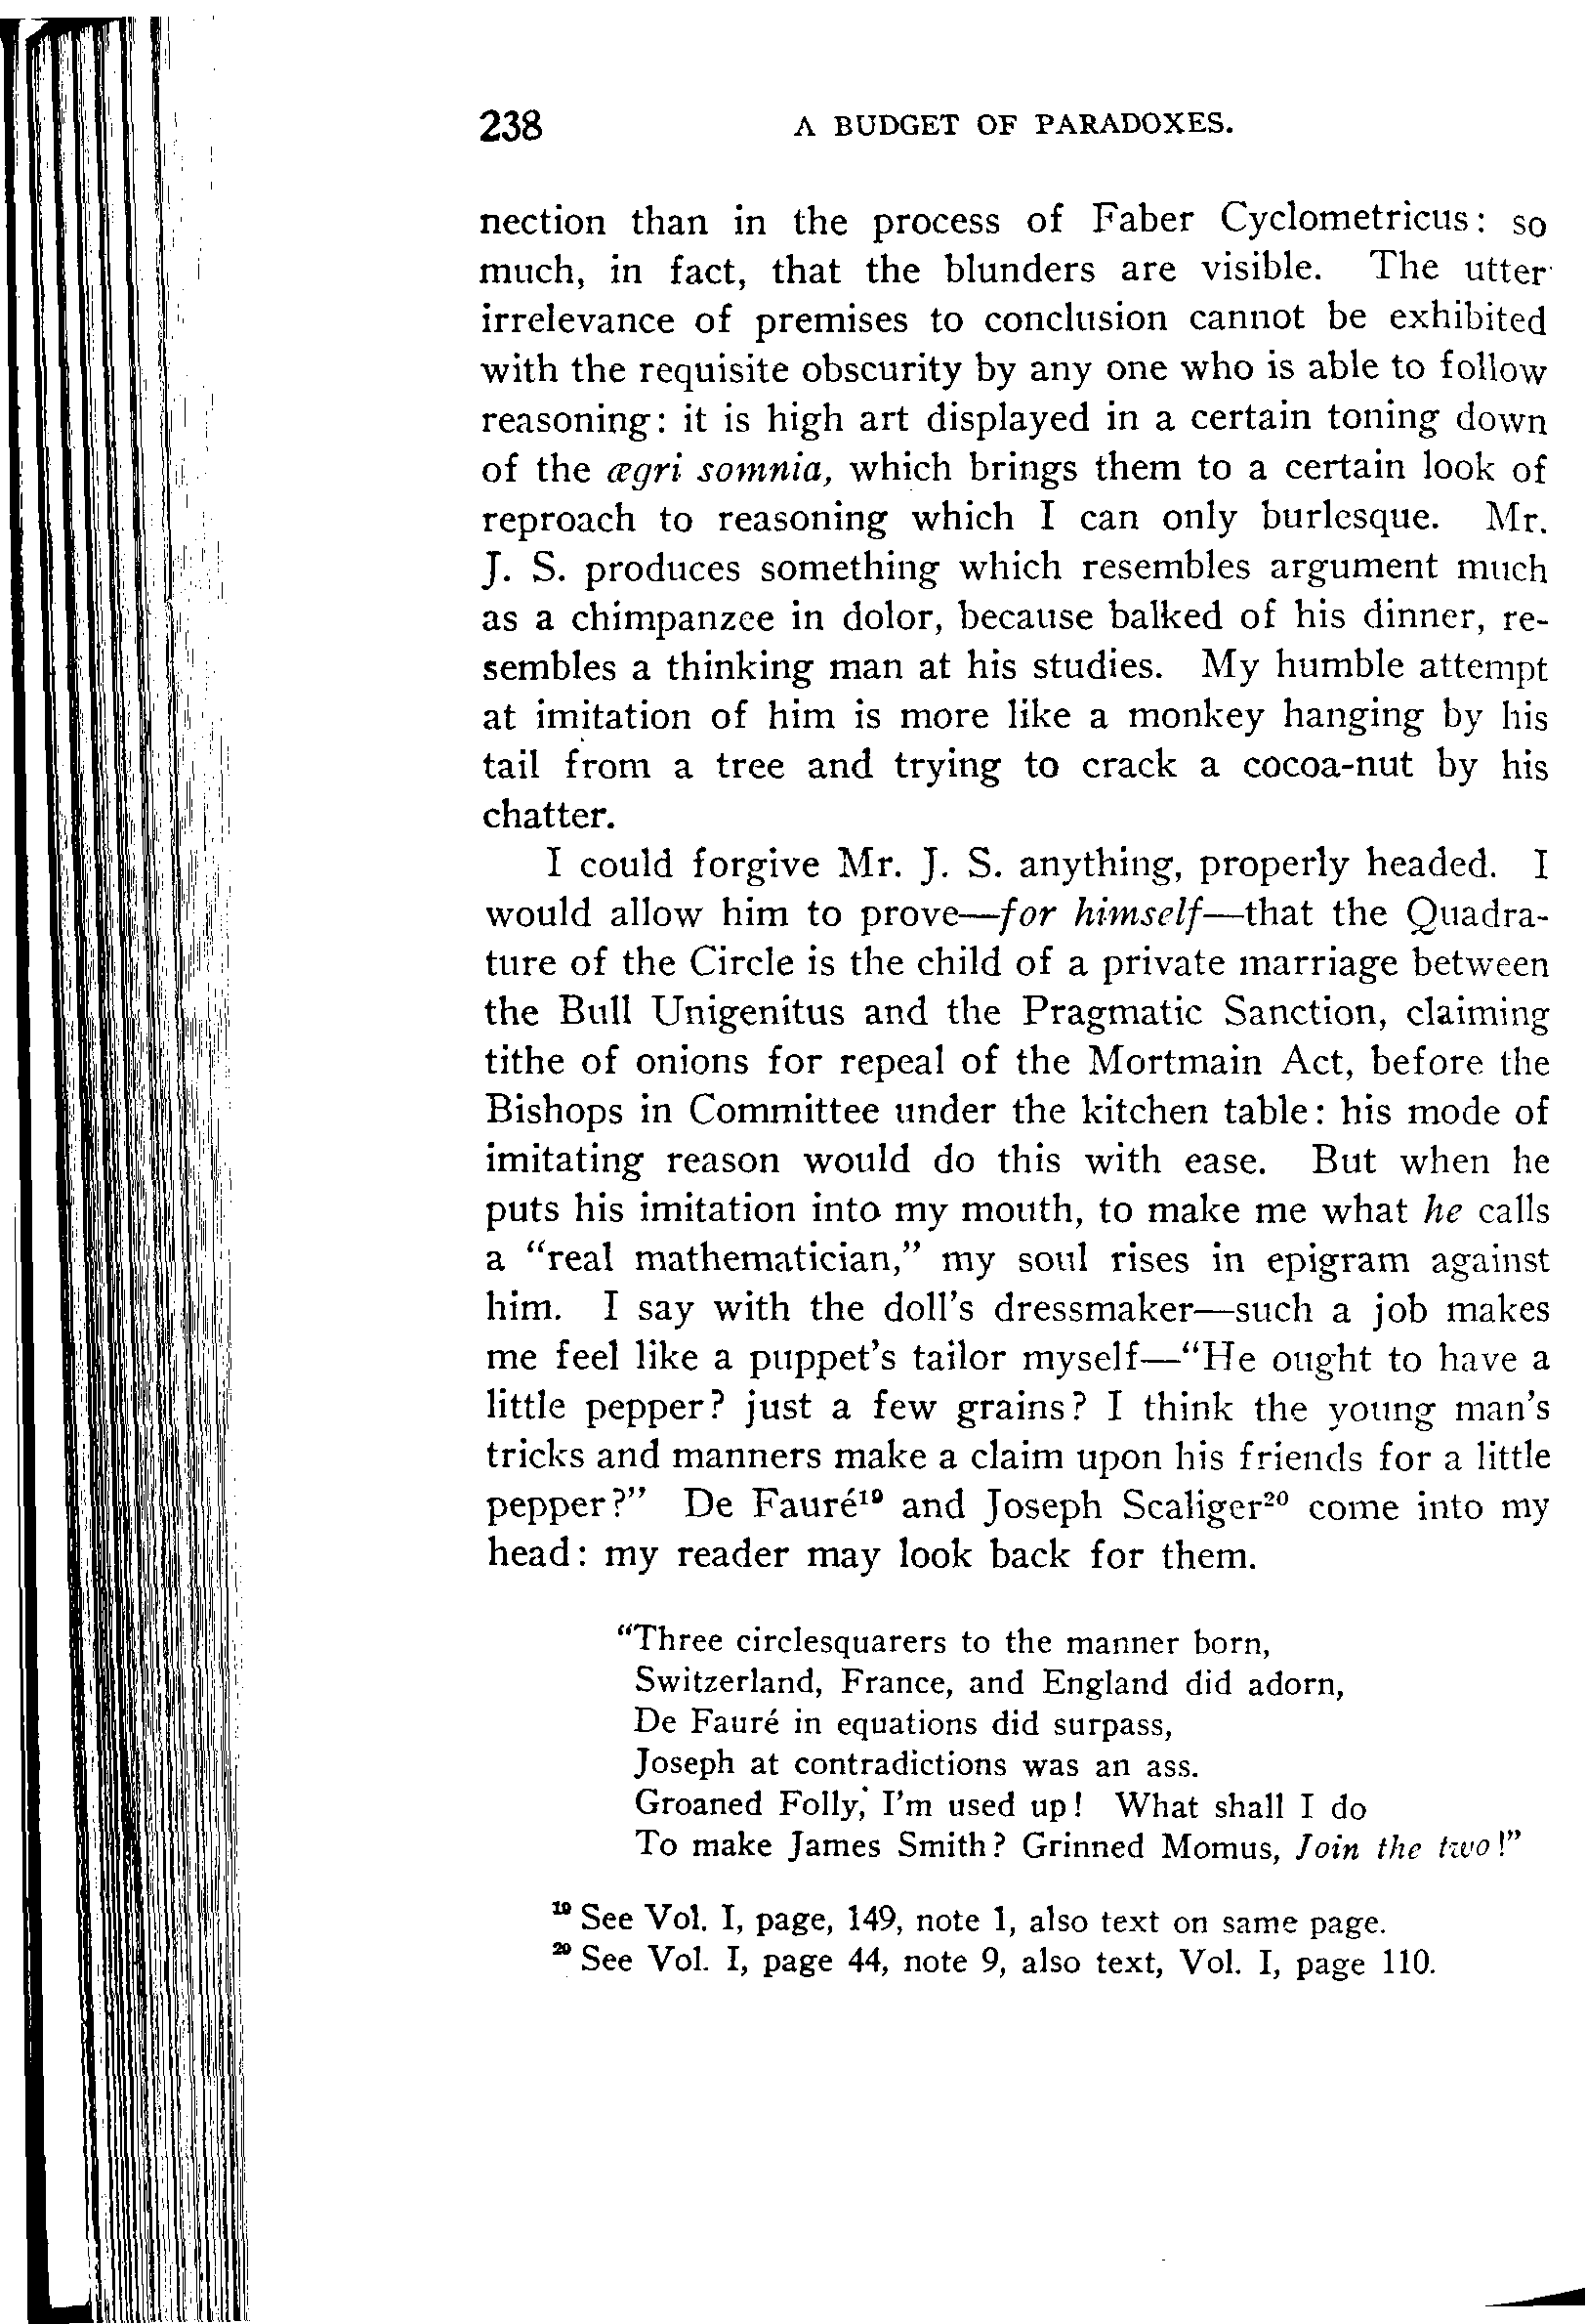 238 A BUDGET OF PARADOXES.
nection than in the process of Faber Cyclometricus: so
much, in fact, that the blunders are visible. The utter
irrelevance of premises to conclusion cannot be exhibited
with the requisite obscurity by any one who is able to follow
reasoning: it is high art displayed in a certain toning down
of the ægri somnia, which brings them to a certain look of
reproach to reasoning which I can only burlesque. Mr.
J. S. produces something which resembles argument much
as a chimpanzee in dolor, because balked of his dinner, re-
sembles a thinking man at his studies. My humble attempt
at imitation of him is more like a monkey hanging by his
tail from a tree and trying to crack a cocoa-nut by his
chatter.
I could forgive Mr. J. S. anything, properly headed. I
would allow him to prove—for himself—that the Quadra-
ture of the Circle is the child of a private marriage between
the Bull Unigenitus and the Pragmatic Sanction, claiming
tithe of onions for repeal of the Mortmain Act, before the
Bishops in Committee under the kitchen table: his mode of
imitating reason would do this with ease. But when he
puts his imitation into my mouth, to make me what he calls
a “real mathematician,” my soul rises in epigram against
him. I say with the doll’s dressmaker—such a job makes
me feel like a puppet’s tailor myself—“He ought to have a
little pepper? just a few grains? I think the young man’s
tricks and manners make a claim upon his friends for a little
pepper?” De Fauré¹⁹ and Joseph Scaliger²⁰ come into my
head: my reader may look back for them.
“Three circlesquarers to the manner born,
Switzerland, France, and England did adorn,
De Fauré in equations did surpass,
Joseph at contradictions was an ass.
Groaned Folly, I’m used up! What shall I do
To make James Smith? Grinned Momus, Join the two!”
¹⁹ See Vol. I, page, 149, note 1, also text on same page.
²⁰ See Vol. I, page 44, note 9, also text, Vol. I, page 110.